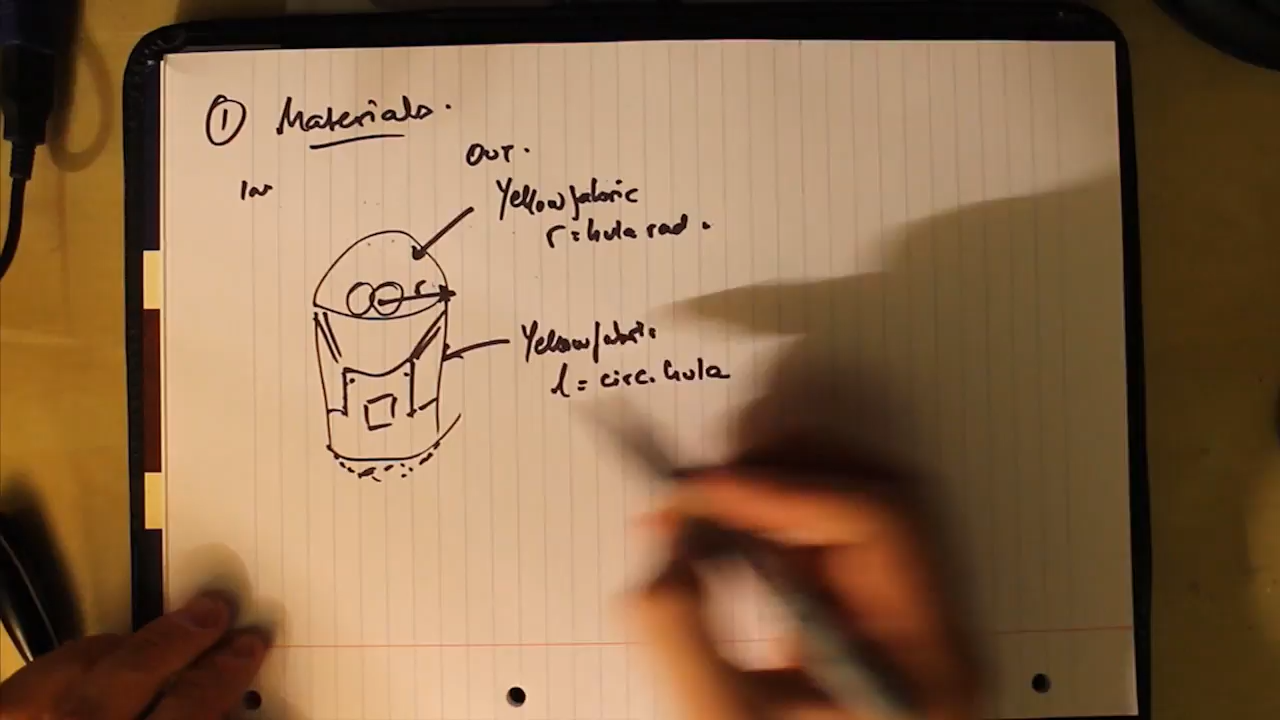 ① Materials.
OUT.
In
Yellow fabric
r = hula rad.
r
Yellow fabric
l = circ. hula